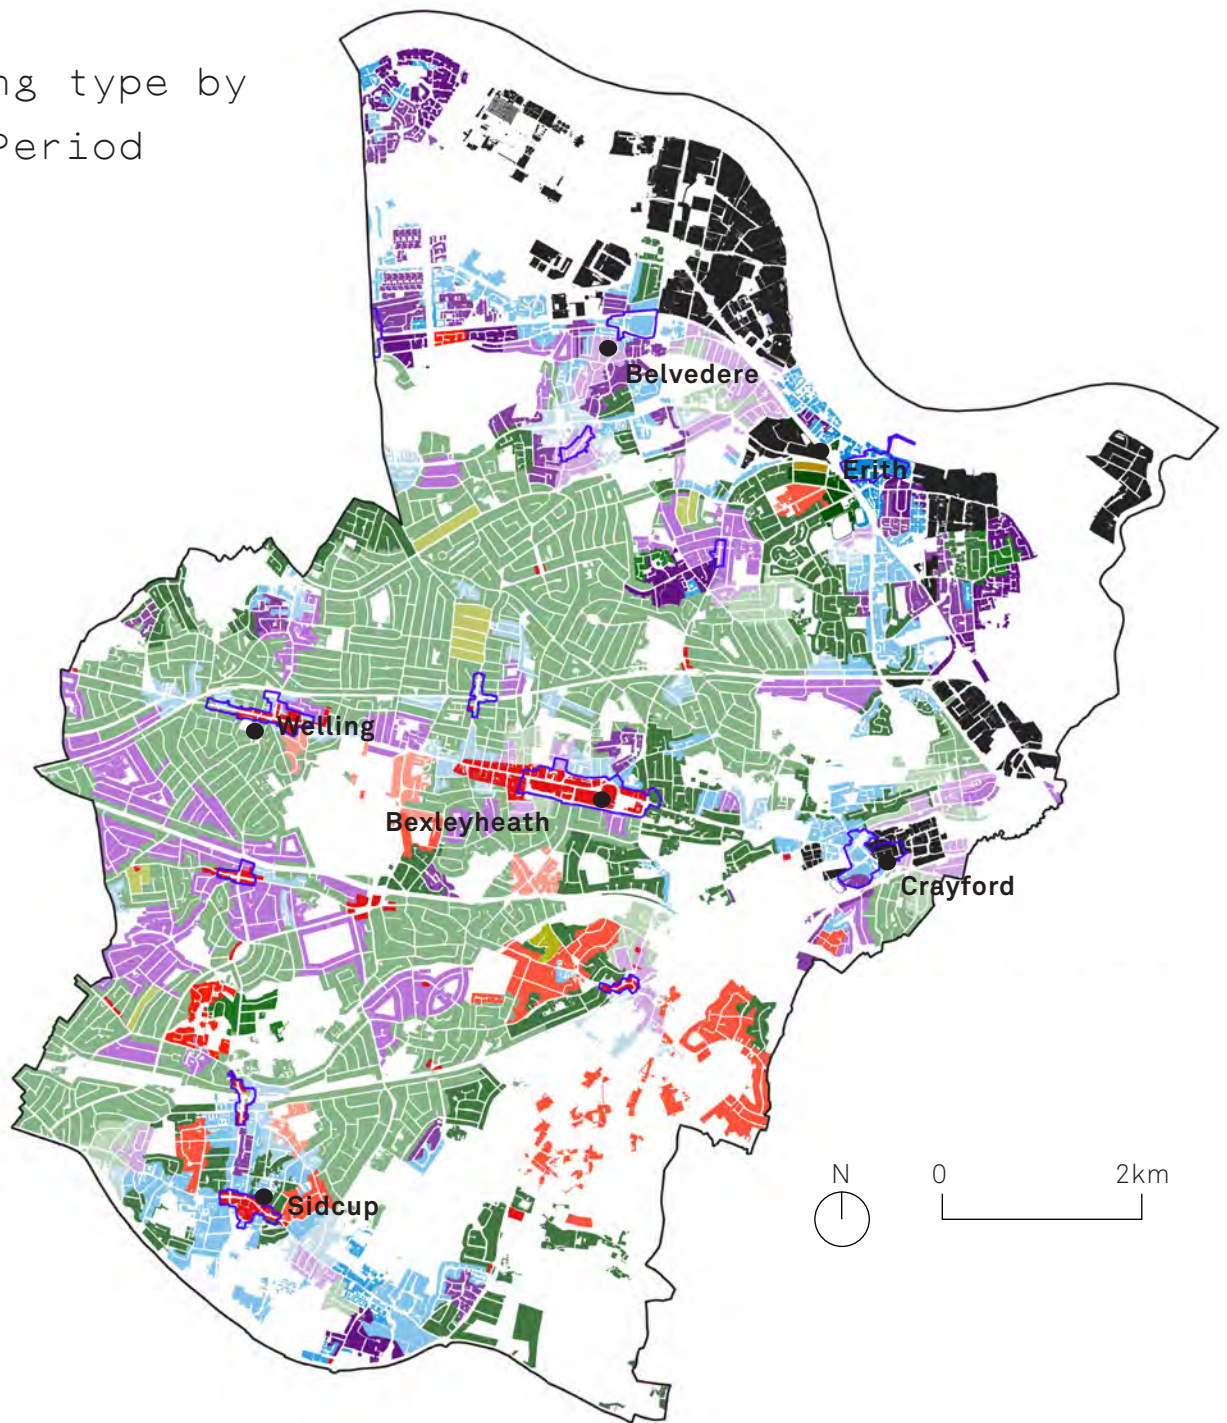 ng type by
Period
Belvedere
Erith
Welling
Bexleyheath
Crayford
N 0 2km
Sidcup